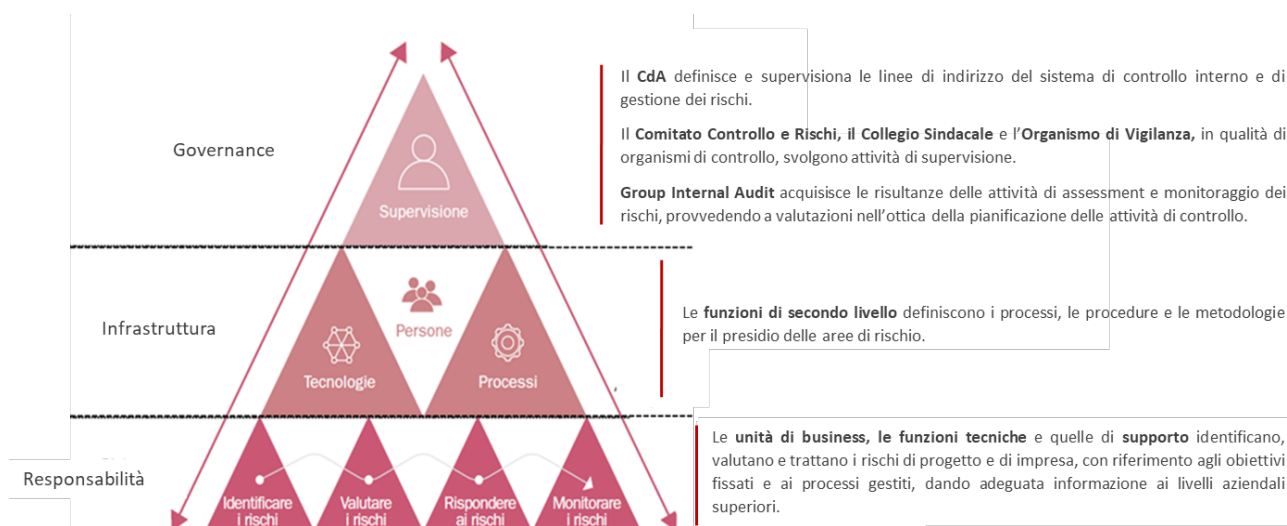 Governance
Supervisione
Il CdA definisce e supervisiona le linee di indirizzo del sistema di controllo interno e di
gestione dei rischi.
Il Comitato Controllo e Rischi, il Collegio Sindacale e l'Organismo di Vigilanza, in qualità di
organismi di controllo, svolgono attività di supervisione.
Group Internal Audit acquisisce le risultanze delle attività di assessment e monitoraggio dei
rischi, provvedendo a valutazioni nell'ottica della pianificazione delle attività di controllo.
Infrastruttura
Persone
Tecnologie
Processi
Le funzioni di secondo livello definiscono i processi, le procedure e le metodologie
per il presidio delle aree di rischio.
Responsabilità
Identificare
i rischi
Valutare
i rischi
Rispondere
ai rischi
Monitorare
i rischi
Le unità di business, le funzioni tecniche e quelle di supporto identificano,
valutano e trattano i rischi di progetto e di impresa, con riferimento agli obiettivi
fissati e ai processi gestiti, dando adeguata informazione ai livelli aziendali
superiori.